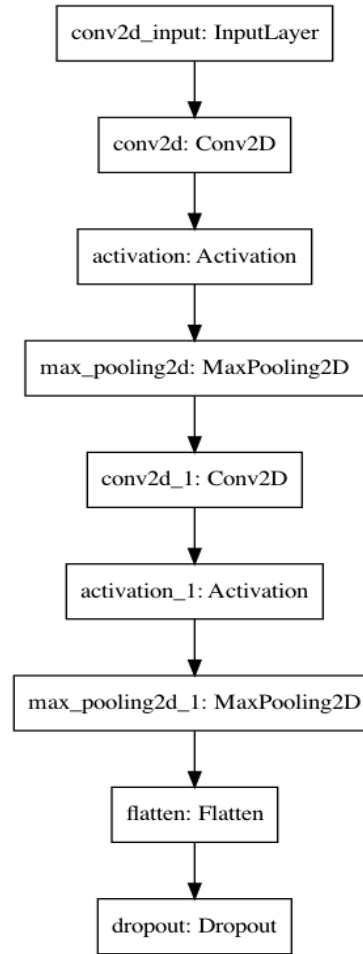 conv2d_input: InputLayer
conv2d: Conv2D
activation: Activation
max_pooling2d: MaxPooling2D
conv2d_1: Conv2D
activation_1: Activation
max_pooling2d_1: MaxPooling2D
flatten: Flatten
dropout: Dropout